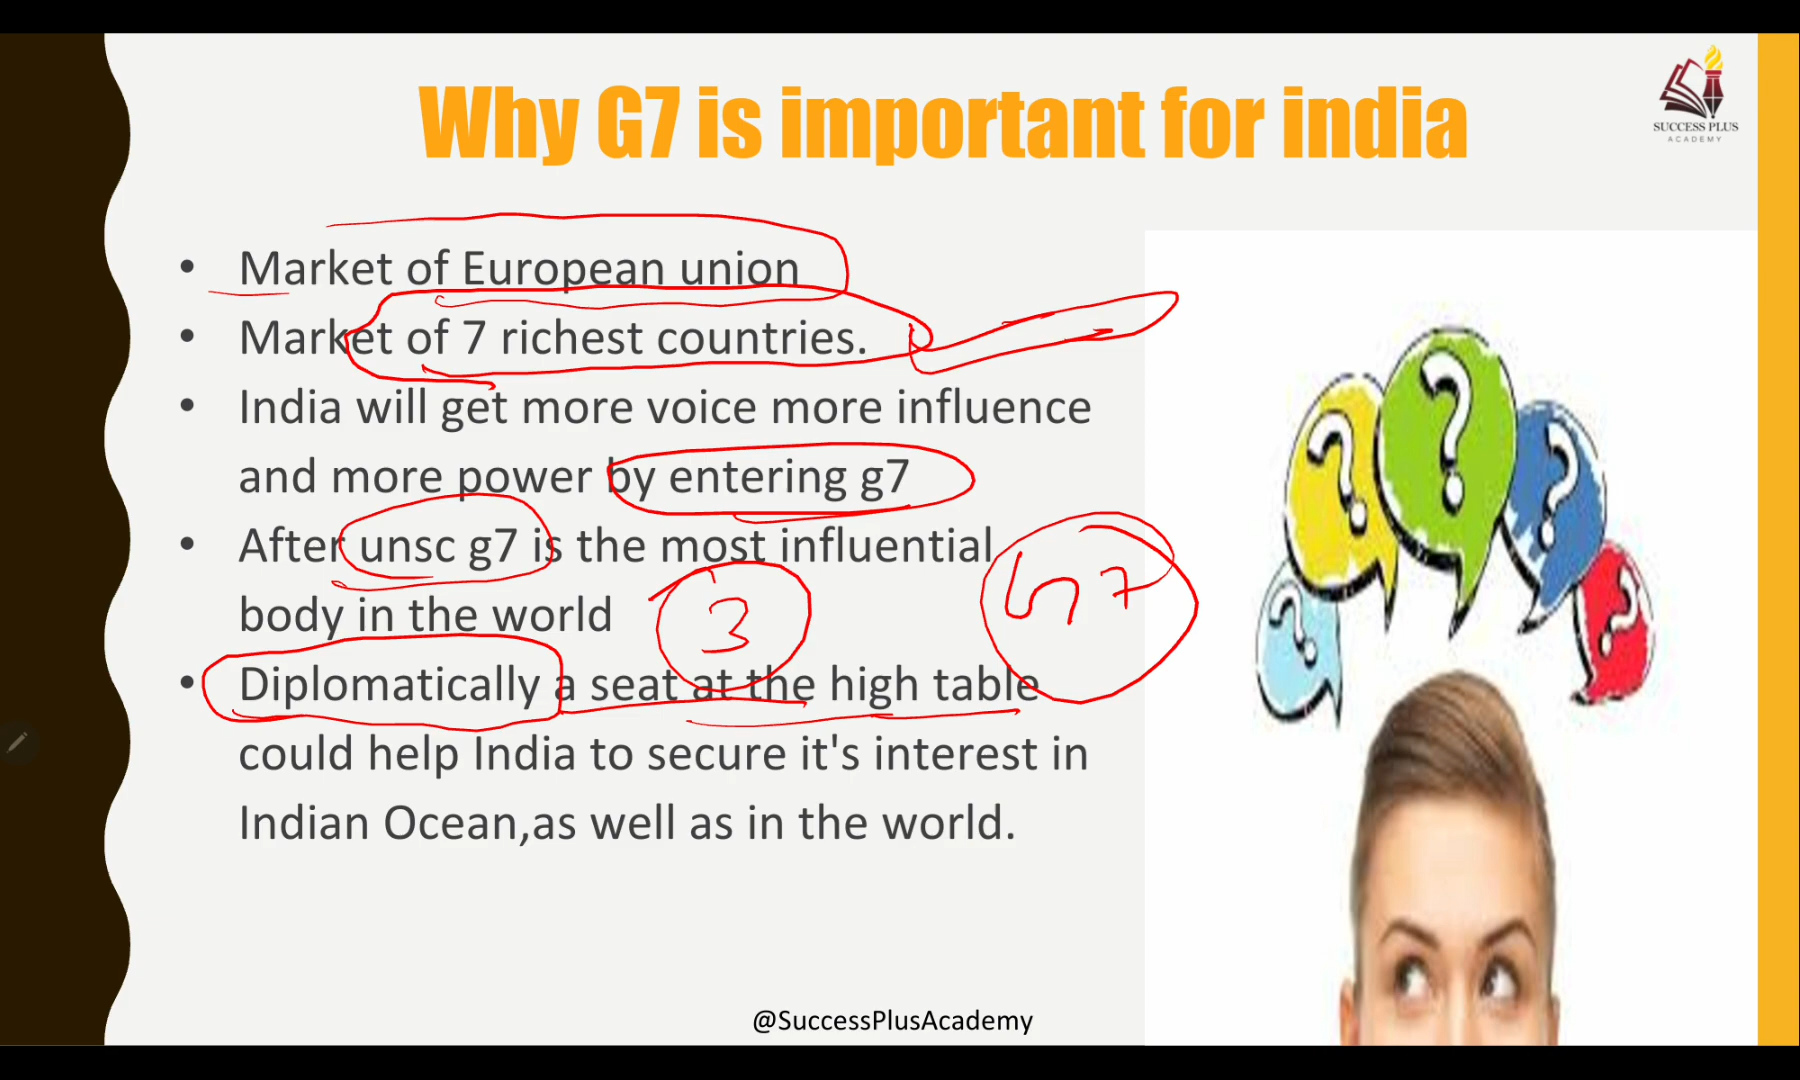 Why G7 is important for india
SUCCESS PLUS
ACADEMY
• Market of European union
• Market of 7 richest countries.
• India will get more voice more influence
and more power by entering g7
• After unsc g7 is the most influential
body in the world
3
G7
• Diplomatically a seat at the high table
could help India to secure it's interest in
Indian Ocean,as well as in the world.
@SuccessPlusAcademy